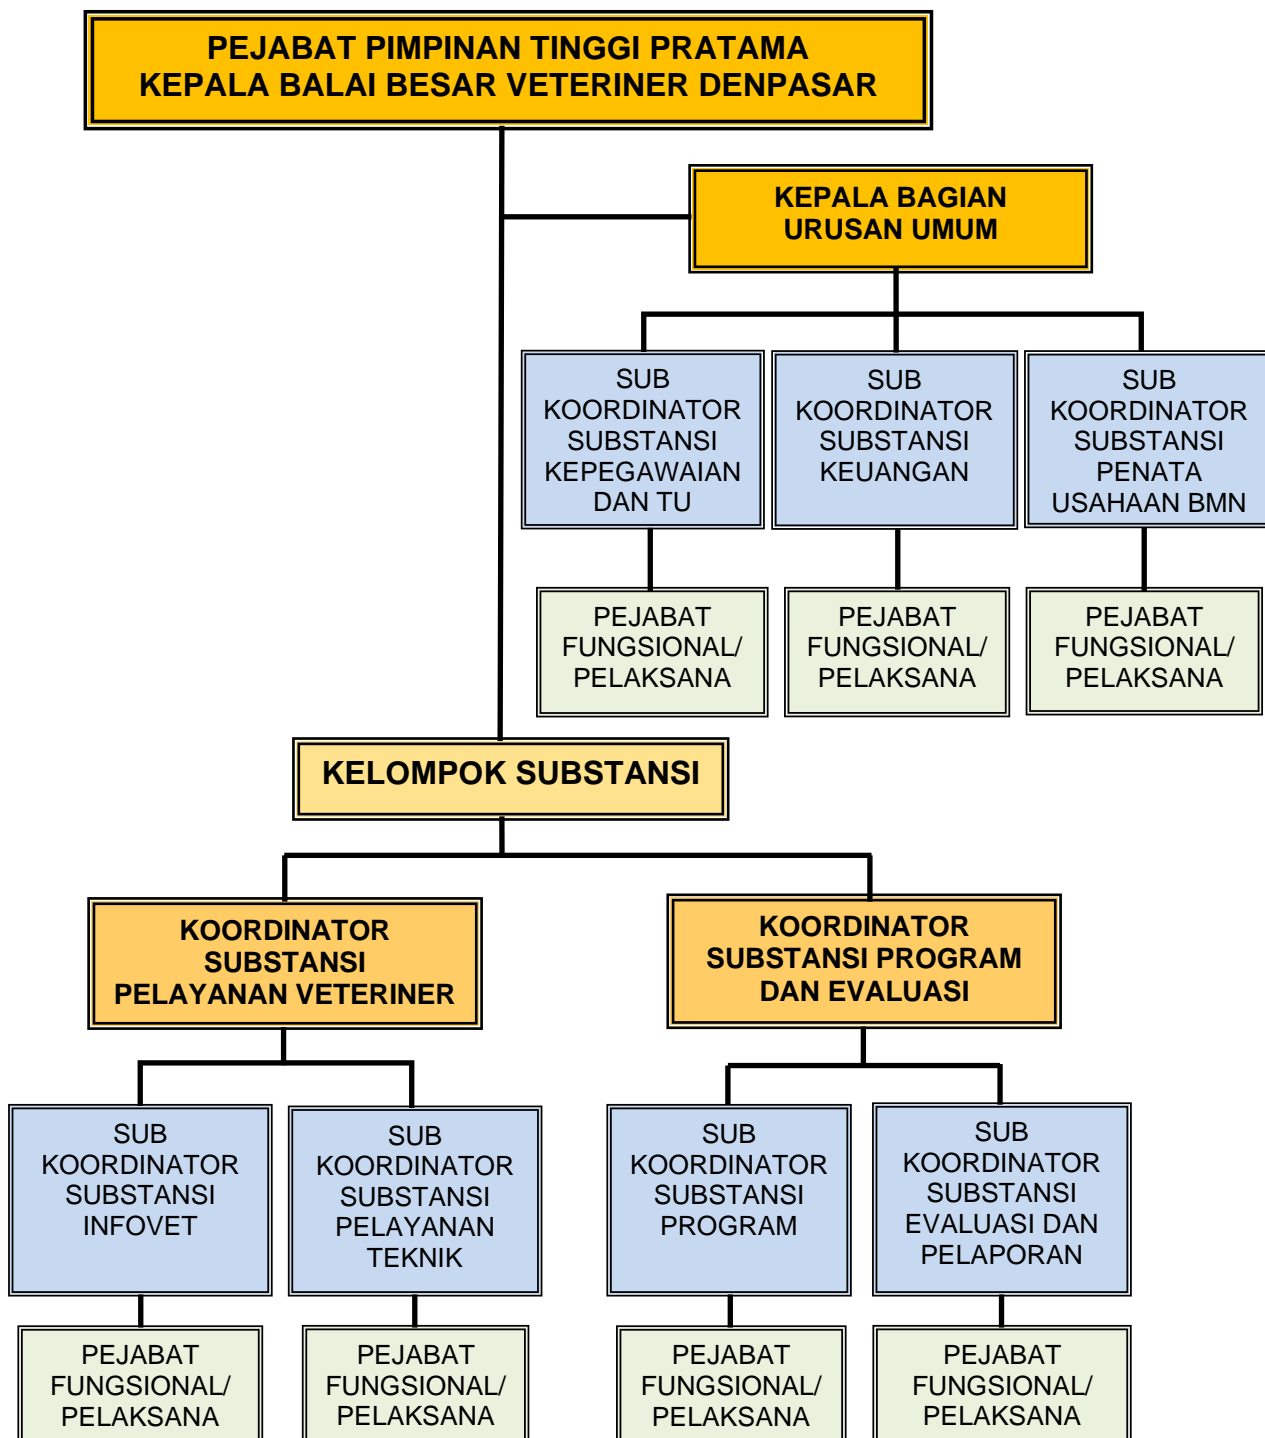 PEJABAT PIMPINAN TINGGI PRATAMA
KEPALA BALAI BESAR VETERINER DENPASAR
KEPALA BAGIAN
URUSAN UMUM
SUB
KOORDINATOR
SUBSTANSI
KEPEGAWAIAN
DAN TU
SUB
KOORDINATOR
SUBSTANSI
KEUANGAN
SUB
KOORDINATOR
SUBSTANSI
PENATA
USAHAAN BMN
PEJABAT
FUNGSIONAL/
PELAKSANA
PEJABAT
FUNGSIONAL/
PELAKSANA
PEJABAT
FUNGSIONAL/
PELAKSANA
KELOMPOK SUBSTANSI
KOORDINATOR
SUBSTANSI
PELAYANAN VETERINER
KOORDINATOR
SUBSTANSI PROGRAM
DAN EVALUASI
SUB
KOORDINATOR
SUBSTANSI
INFOVET
SUB
KOORDINATOR
SUBSTANSI
PELAYANAN
TEKNIK
SUB
KOORDINATOR
SUBSTANSI
PROGRAM
SUB
KOORDINATOR
SUBSTANSI
EVALUASI DAN
PELAPORAN
PEJABAT
FUNGSIONAL/
PELAKSANA
PEJABAT
FUNGSIONAL/
PELAKSANA
PEJABAT
FUNGSIONAL/
PELAKSANA
PEJABAT
FUNGSIONAL/
PELAKSANA